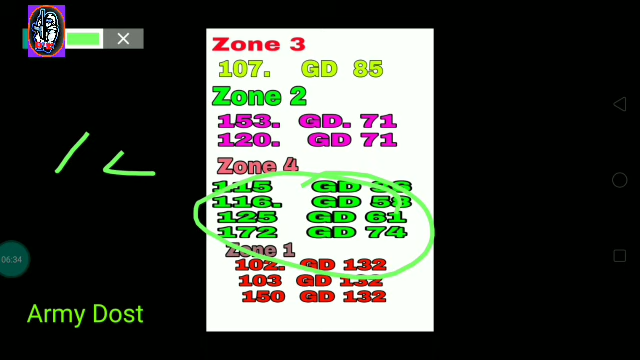 Zone 3
107. GD 85
Zone 2
153. GD. 71
120. GD 71
Zone 4
115 GD
116. GD 58
125 GD 61
172 GD 74
Zone 1
102. GD 132
103 GD 132
150 GD 132
06:34
Army Dost